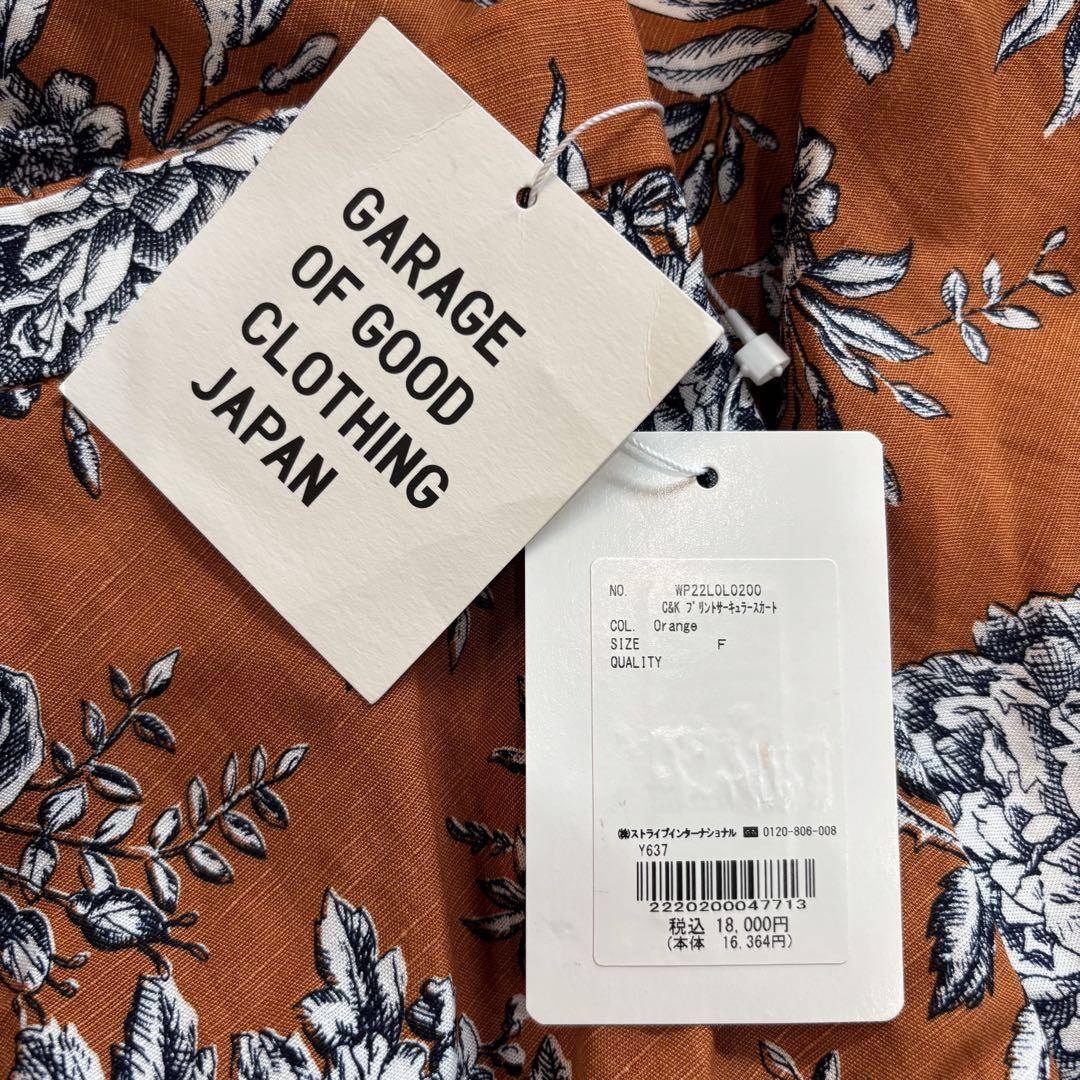 GARAGE
OF GOOD
CLOTHING
JAPAN
NO. WP22L0L0200
C&K プリントサーキュラースカート
COL. Orange
SIZE F
QUALITY
㈱ストライプインターナショナル 0120-806-008
Y637
2220200047713
税込 18,000円
(本体 16,364円)